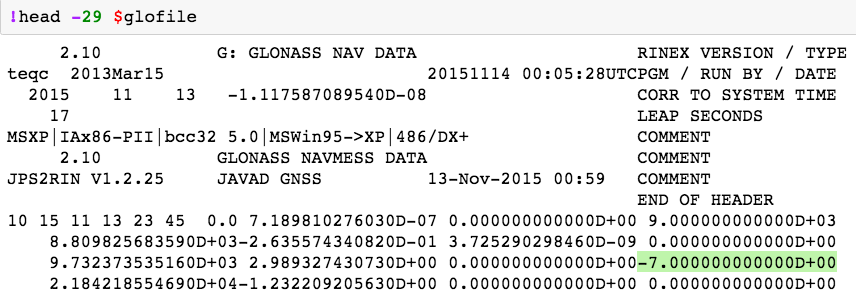 !head -29 $glofile
2.10 G: GLONASS NAV DATA RINEX VERSION / TYPE
teqc 2013Mar15 20151114 00:05:28UTCPGM / RUN BY / DATE
2015 11 13 -1.117587089540D-08 CORR TO SYSTEM TIME
17 LEAP SECONDS
MSXP|IAx86-PII|bcc32 5.0|MSWin95->XP|486/DX+ COMMENT
2.10 GLONASS NAVMESS DATA COMMENT
JPS2RIN V1.2.25 JAVAD GNSS 13-Nov-2015 00:59 COMMENT
END OF HEADER
10 15 11 13 23 45 0.0 7.189810276030D-07 0.000000000000D+00 9.000000000000D+03
8.809825683590D+03-2.635574340820D-01 3.725290298460D-09 0.000000000000D+00
9.732373535160D+03 2.989327430730D+00 0.000000000000D+00-7.000000000000D+00
2.184218554690D+04-1.232209205630D+00 0.000000000000D+00 0.000000000000D+00